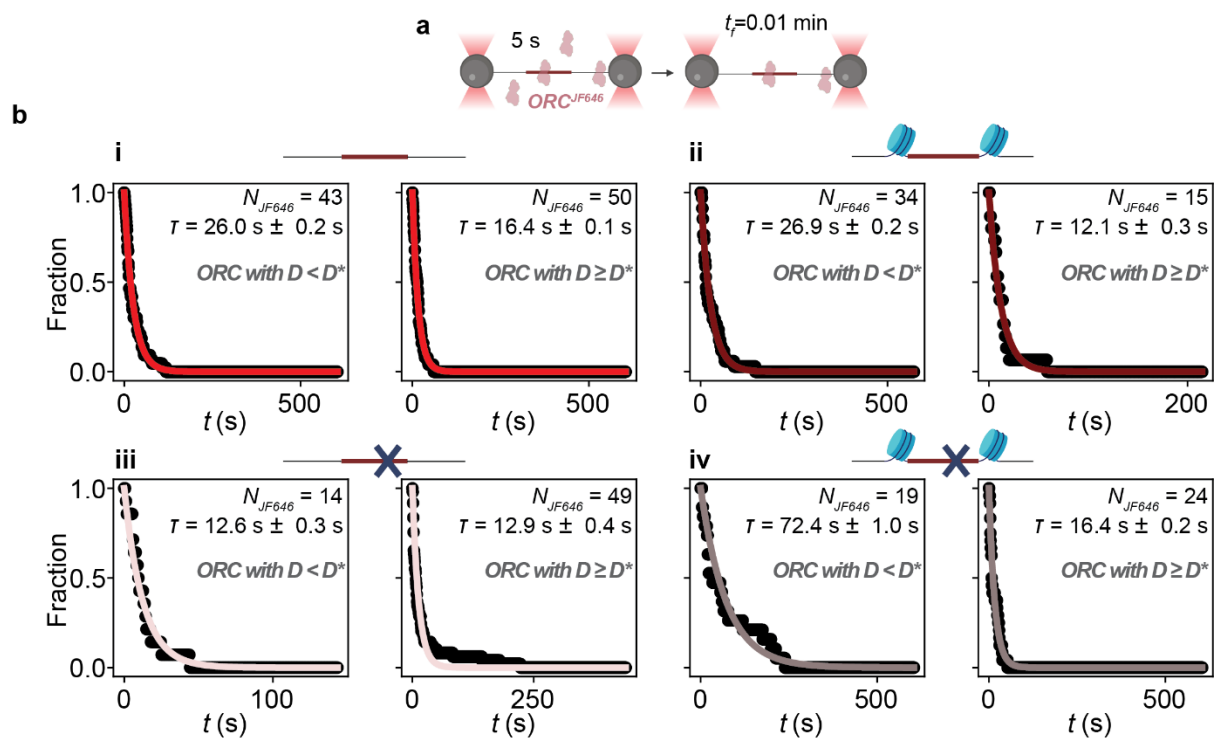 a
5 s
t_f=0.01 min
ORC^JF646
b
i
N_JF646 = 43
τ = 26.0 s ± 0.2 s
ORC with D < D*
N_JF646 = 50
τ = 16.4 s ± 0.1 s
ORC with D ≥ D*
Fraction
1.0
0.5
0.0
0 500
t (s)
0 500
t (s)
ii
N_JF646 = 34
τ = 26.9 s ± 0.2 s
ORC with D < D*
N_JF646 = 15
τ = 12.1 s ± 0.3 s
ORC with D ≥ D*
0 500
t (s)
0 200
t (s)
iii
N_JF646 = 14
τ = 12.6 s ± 0.3 s
ORC with D < D*
N_JF646 = 49
τ = 12.9 s ± 0.4 s
ORC with D ≥ D*
Fraction
1.0
0.5
0.0
0 100
t (s)
0 250
t (s)
iv
N_JF646 = 19
τ = 72.4 s ± 1.0 s
ORC with D < D*
N_JF646 = 24
τ = 16.4 s ± 0.2 s
ORC with D ≥ D*
0 500
t (s)
0 500
t (s)